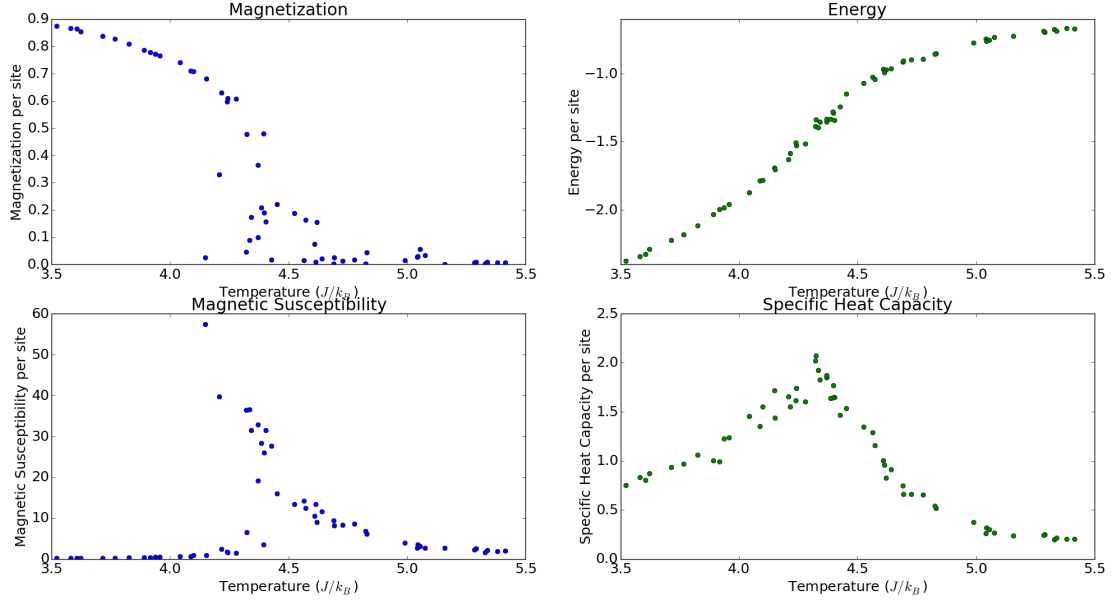 Magnetization
Magnetization per site
0.9
0.8
0.7
0.6
0.5
0.4
0.3
0.2
0.1
0.0
3.5 4.0 4.5 5.0 5.5
Temperature (J/k_B)
Energy
Energy per site
−1.0
−1.5
−2.0
3.5 4.0 4.5 5.0 5.5
Temperature (J/k_B)
Magnetic Susceptibility
Magnetic Susceptibility per site
60
50
40
30
20
10
0
3.5 4.0 4.5 5.0 5.5
Temperature (J/k_B)
Specific Heat Capacity
Specific Heat Capacity per site
2.5
2.0
1.5
1.0
0.5
0.0
3.5 4.0 4.5 5.0 5.5
Temperature (J/k_B)